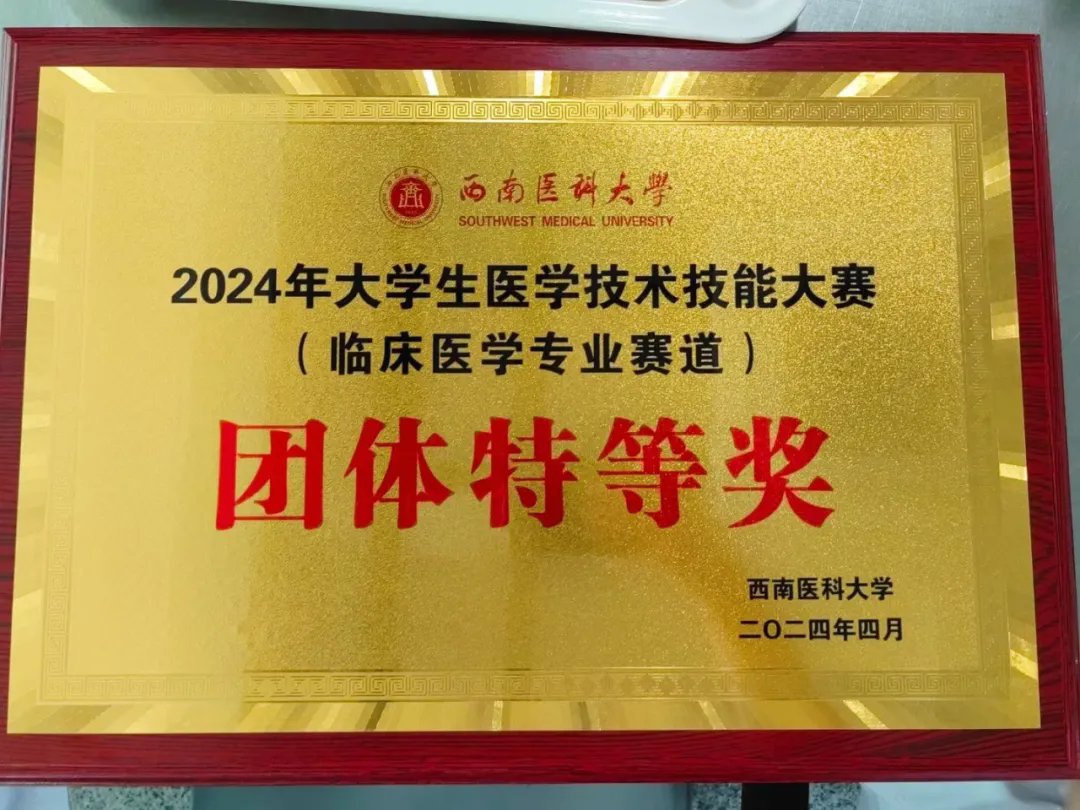 西南医科大學
SOUTHWEST MEDICAL UNIVERSITY
2024年大学生医学技术技能大赛
（临床医学专业赛道）
团体特等奖
西南医科大学
二〇二四年四月